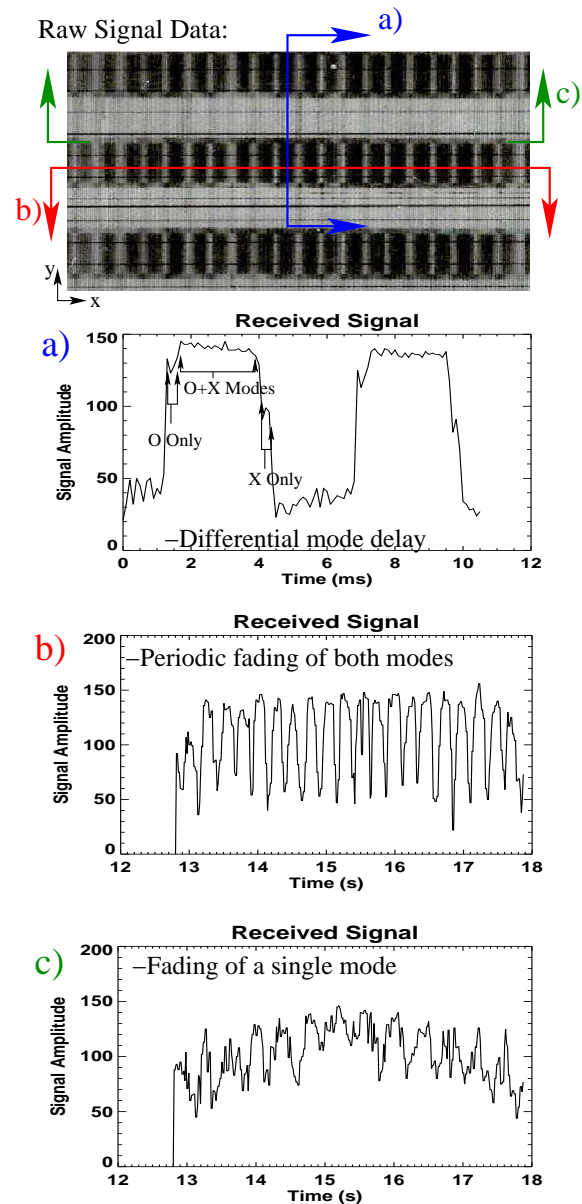 Raw Signal Data:
a)
c)
b)
y
x
a)
Received Signal
150
100
50
0
Signal Amplitude
O+X Modes
O Only
X Only
−Differential mode delay
0 2 4 6 8 10 12
Time (ms)
b)
Received Signal
200
150
100
50
0
Signal Amplitude
−Periodic fading of both modes
12 13 14 15 16 17 18
Time (s)
c)
Received Signal
200
150
100
50
0
Signal Amplitude
−Fading of a single mode
12 13 14 15 16 17 18
Time (s)